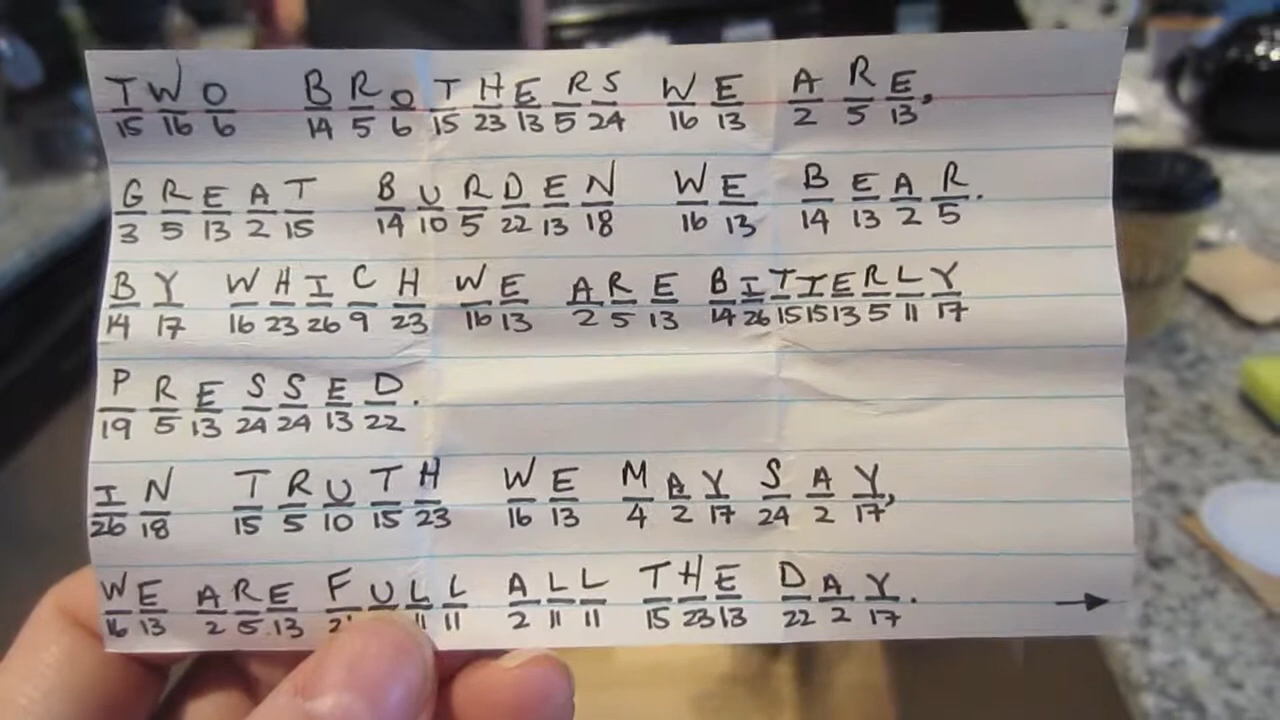 TWO BROTHERS WE ARE,
15 16 6 14 5 6 15 23 13 5 24 16 13 2 5 13
GREAT BURDEN WE BEAR.
3 5 13 2 15 14 10 5 22 13 18 16 13 14 13 2 5
BY WHICH WE ARE BITTERLY
14 17 16 23 26 9 23 16 13 2 5 13 14 26 15 15 13 5 11 17
PRESSED.
19 5 13 24 24 13 22
IN TRUTH WE MAY SAY,
26 18 15 5 10 15 23 16 13 4 2 17 24 2 17
WE ARE FULL ALL THE DAY.
16 13 2 5 13 11 11 2 11 11 15 23 13 22 2 17